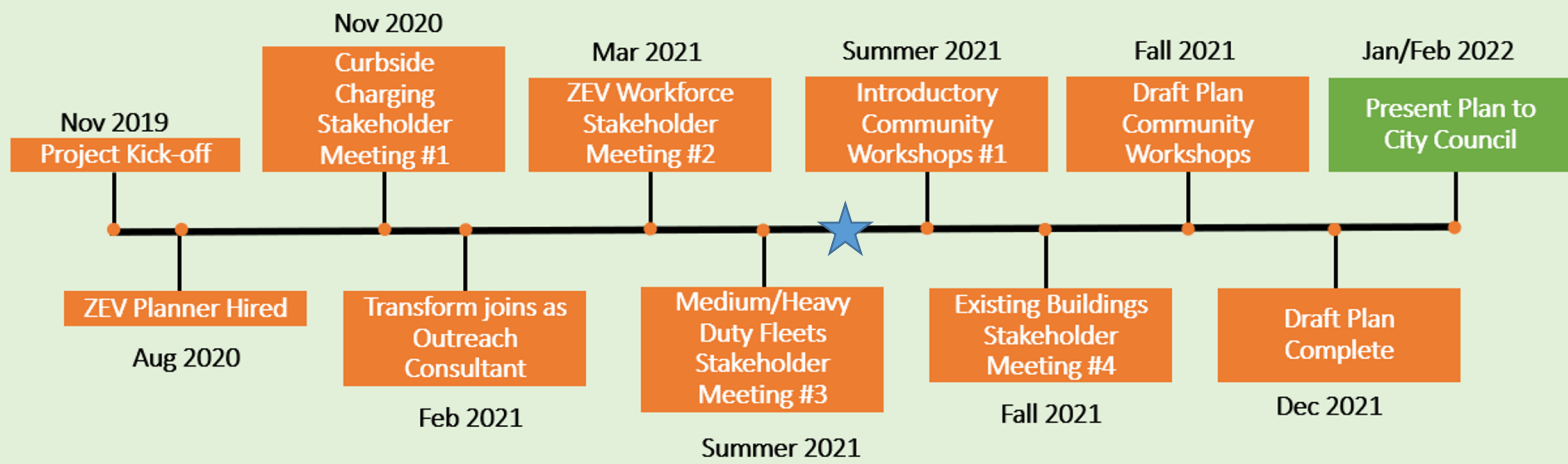 Nov 2019
Project Kick-off
ZEV Planner Hired
Aug 2020
Nov 2020
Curbside
Charging
Stakeholder
Meeting #1
Transform joins as
Outreach
Consultant
Feb 2021
Mar 2021
ZEV Workforce
Stakeholder
Meeting #2
Medium/Heavy
Duty Fleets
Stakeholder
Meeting #3
Summer 2021
Summer 2021
Introductory
Community
Workshops #1
Existing Buildings
Stakeholder
Meeting #4
Fall 2021
Fall 2021
Draft Plan
Community
Workshops
Draft Plan
Complete
Dec 2021
Jan/Feb 2022
Present Plan to
City Council